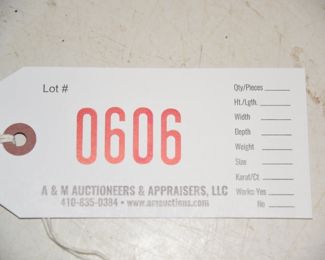 Lot #
0606
Qty/Pieces
Ht./Lgth.
Width
Depth
Weight
Size
Karat/Ct
Works: Yes
No
A & M AUCTIONEERS & APPRAISERS, LLC
410-835-0384 • www.amauctions.com